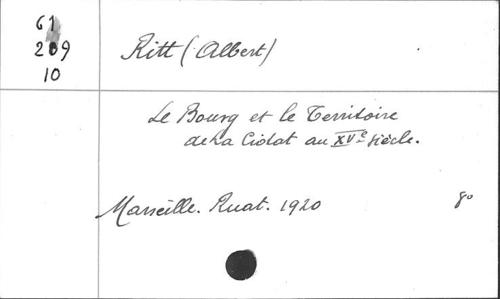 61
209
10
Ritt (Albert)
Le Bourg et le Territoire
de La Ciotat au XVe siècle.
Marseille. Ruat. 1920
8o